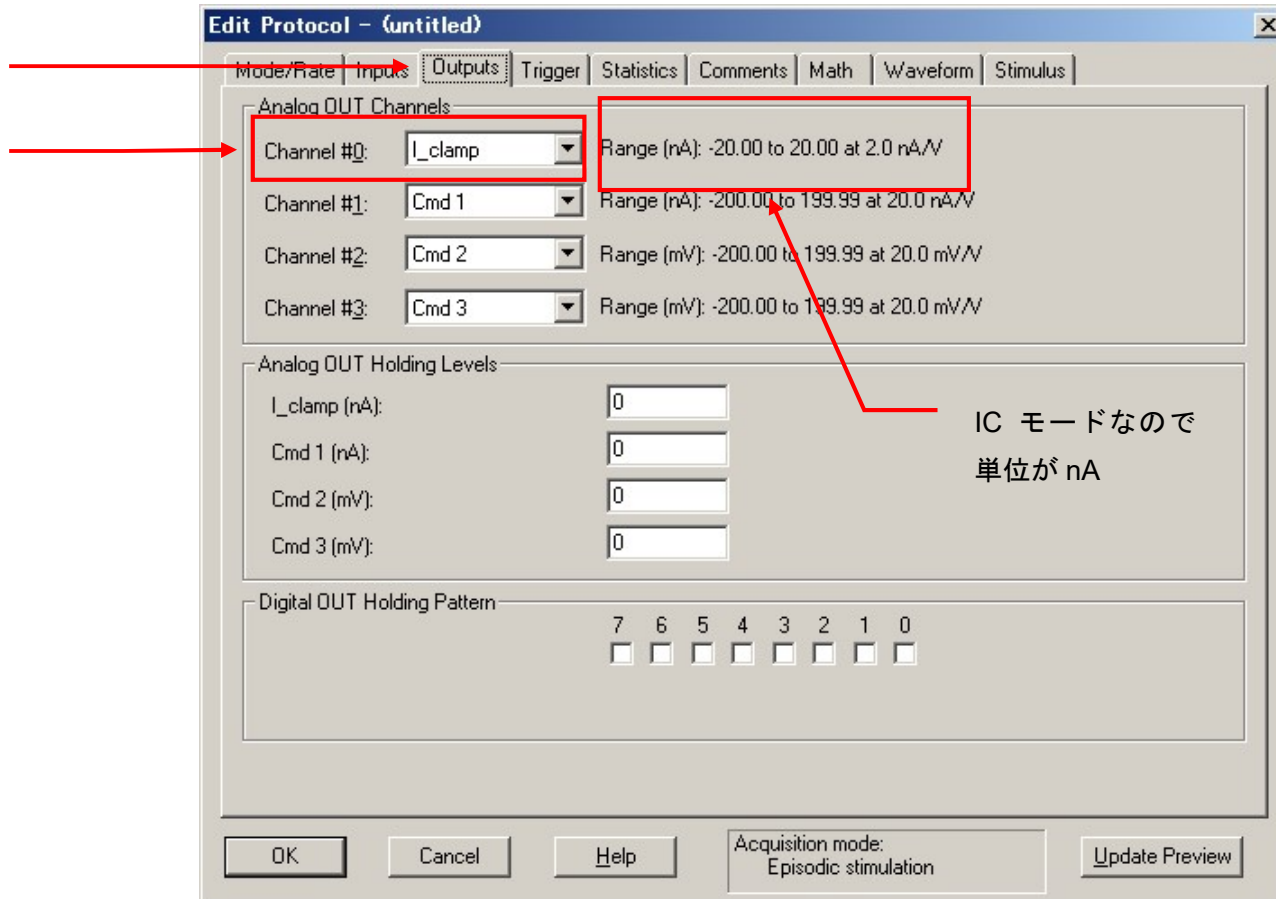 Edit Protocol - (untitled)
Mode/Rate Inputs Outputs Trigger Statistics Comments Math Waveform Stimulus
Analog OUT Channels
Channel #0: I_clamp Range (nA): -20.00 to 20.00 at 2.0 nA/V
Channel #1: Cmd 1 Range (nA): -200.00 to 199.99 at 20.0 nA/V
Channel #2: Cmd 2 Range (mV): -200.00 to 199.99 at 20.0 mV/V
Channel #3: Cmd 3 Range (mV): -200.00 to 199.99 at 20.0 mV/V
Analog OUT Holding Levels
I_clamp (nA): 0
Cmd 1 (nA): 0
Cmd 2 (mV): 0
Cmd 3 (mV): 0
IC モードなので
単位が nA
Digital OUT Holding Pattern
7 6 5 4 3 2 1 0
OK Cancel Help
Acquisition mode:
Episodic stimulation
Update Preview